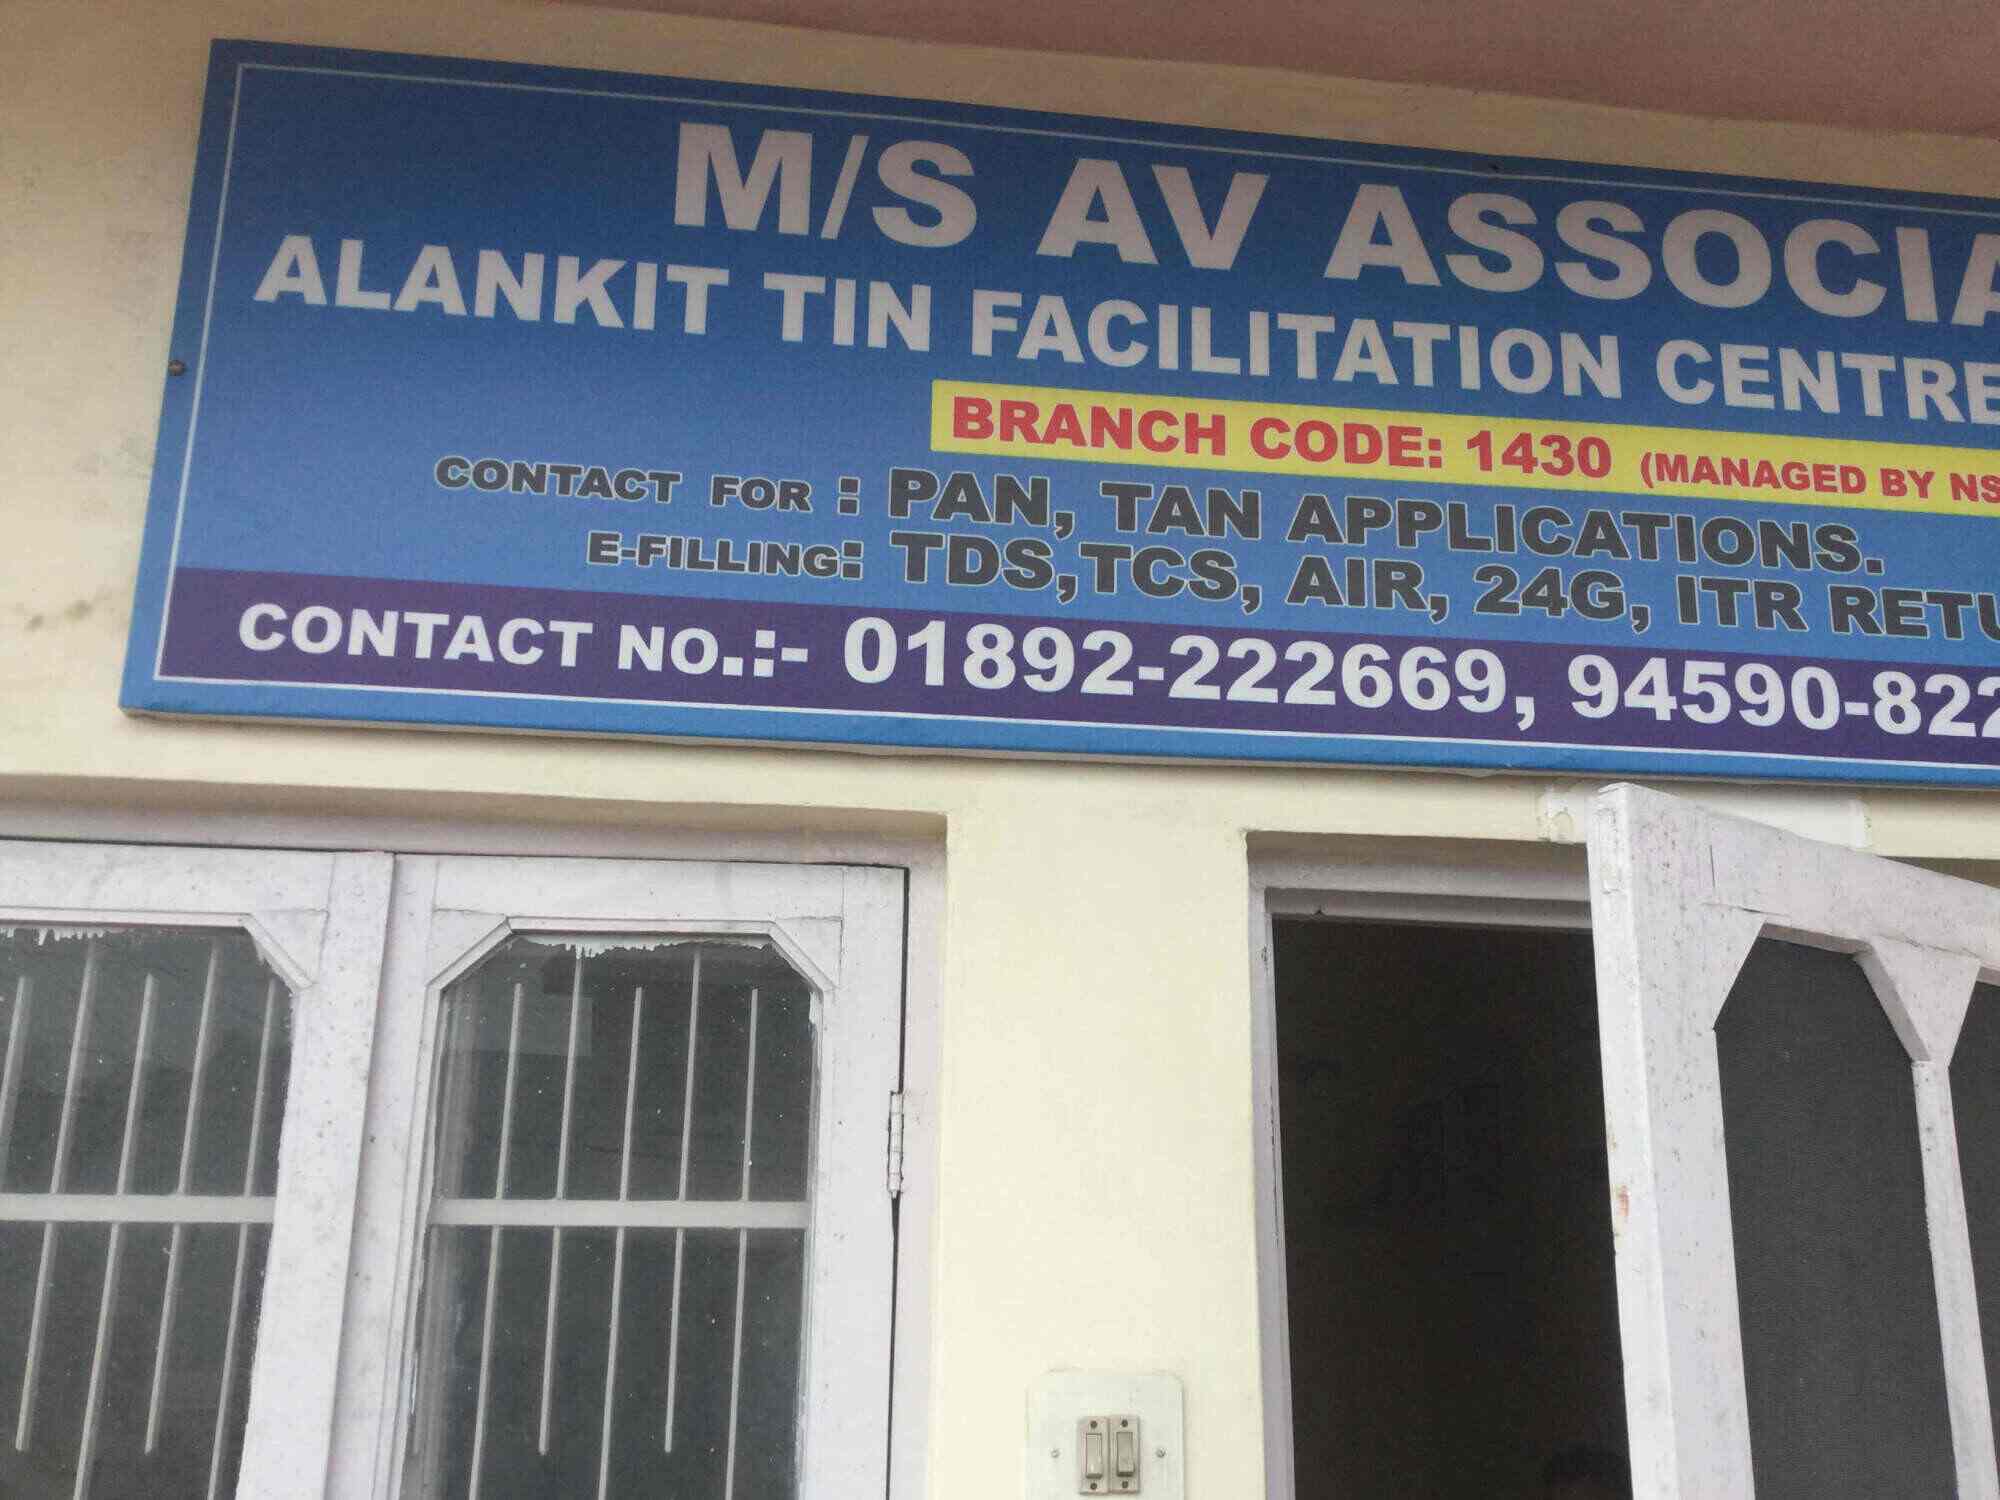 M/S AV ASSOCIA
ALANKIT TIN FACILITATION CENTRE
BRANCH CODE: 1430 (MANAGED BY NS
CONTACT FOR : PAN, TAN APPLICATIONS.
E-FILLING: TDS,TCS, AIR, 24G, ITR RETU
CONTACT NO.:- 01892-222669, 94590-822